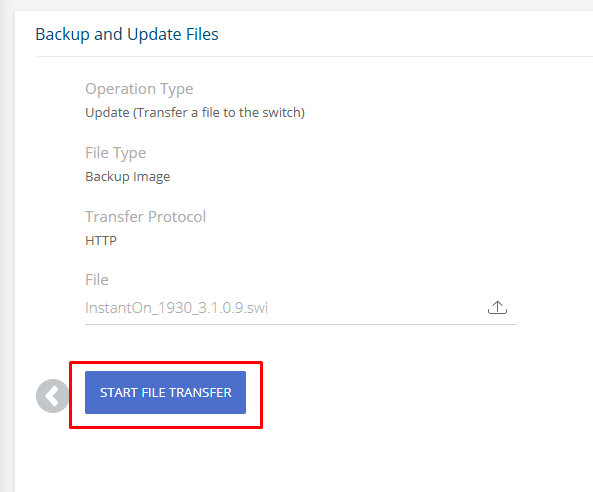 Backup and Update Files
Operation Type
Update (Transfer a file to the switch)
File Type
Backup Image
Transfer Protocol
HTTP
File
InstantOn_1930_3.1.0.9.swi
START FILE TRANSFER